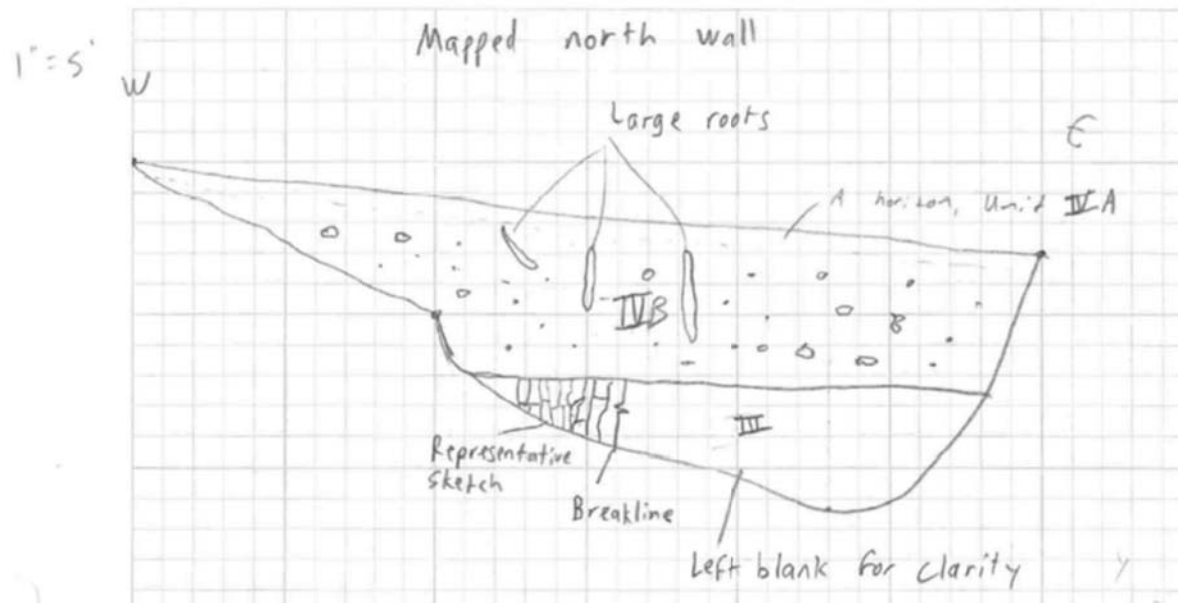 Mapped north wall
1" = 5'
W
Large roots
E
A horizon, Unit IVA
IVB
III
Representative
Sketch
Breakline
Left blank for clarity